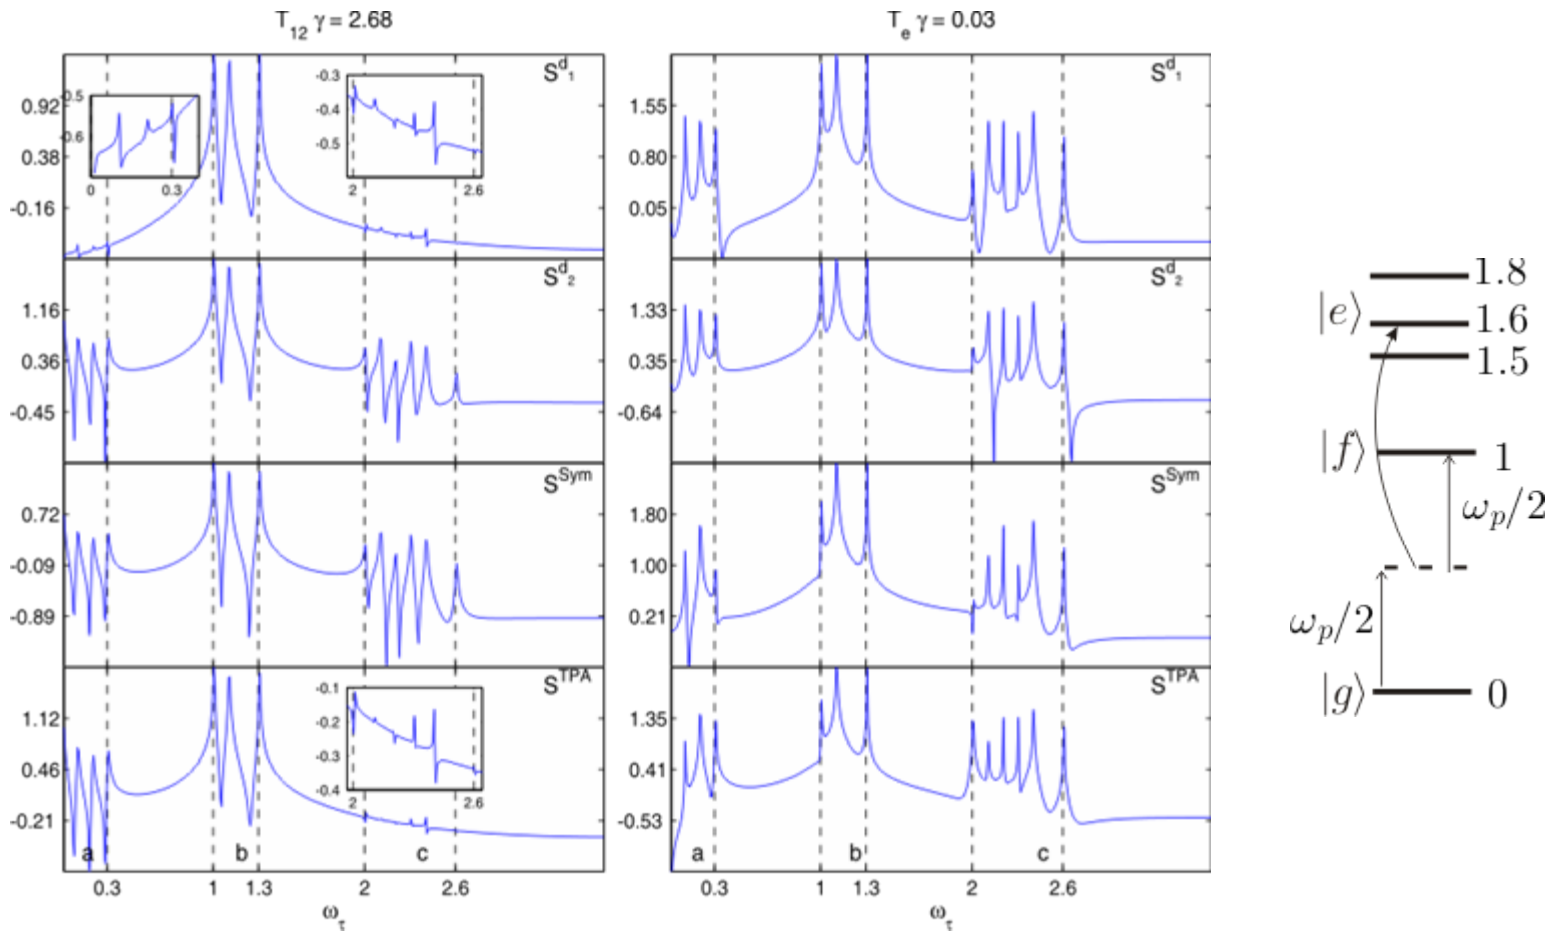 T12 γ = 2.68
Te γ = 0.03
S^d_1
0.92
0.38
-0.16
0.5
0.6
0
0.3
-0.3
-0.4
-0.5
2
2.6
S^d_2
1.16
0.36
-0.45
S^Sym
0.72
-0.09
-0.89
S^TPA
1.12
0.46
-0.21
-0.1
-0.2
-0.3
-0.4
2
2.6
a
b
c
0.3 1 1.3 2 2.6
ω_τ
S^d_1
1.55
0.80
0.05
S^d_2
1.33
0.35
-0.64
S^Sym
1.80
1.00
0.21
S^TPA
1.35
0.41
-0.53
a
b
c
0.3 1 1.3 2 2.6
ω_τ
1.8
|e⟩ 1.6
1.5
|f⟩ 1
ω_p/2
ω_p/2
|g⟩ 0